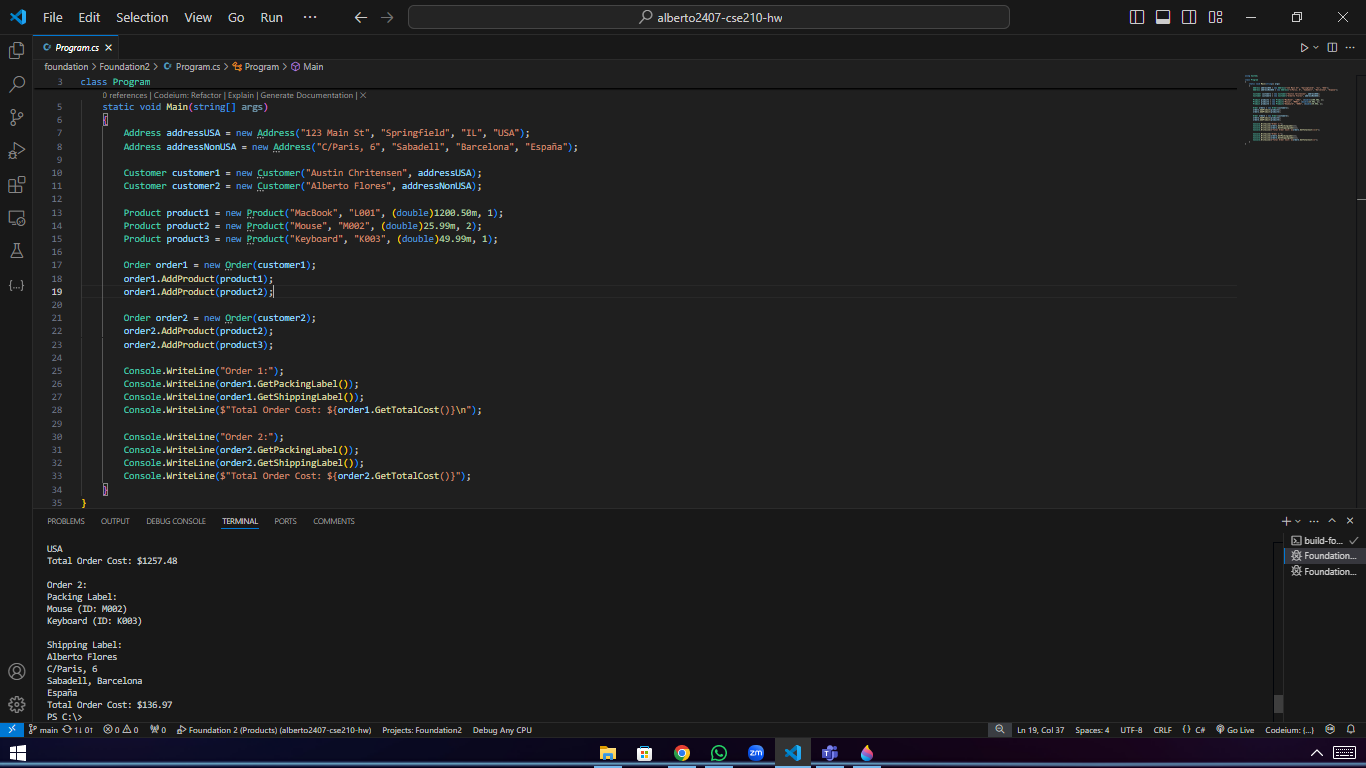 File Edit Selection View Go Run ···
alberto2407-cse210-hw
Program.cs
foundation > Foundation2 > Program.cs > Program > Main
3 class Program
0 references | Codeium: Refactor | Explain | Generate Documentation | X
5 static void Main(string[] args)
6 {
7 Address addressUSA = new Address("123 Main St", "Springfield", "IL", "USA");
8 Address addressNonUSA = new Address("C/Paris, 6", "Sabadell", "Barcelona", "España");
9
10 Customer customer1 = new Customer("Austin Chritensen", addressUSA);
11 Customer customer2 = new Customer("Alberto Flores", addressNonUSA);
12
13 Product product1 = new Product("MacBook", "L001", (double)1200.50m, 1);
14 Product product2 = new Product("Mouse", "M002", (double)25.99m, 2);
15 Product product3 = new Product("Keyboard", "K003", (double)49.99m, 1);
16
17 Order order1 = new Order(customer1);
18 order1.AddProduct(product1);
19 order1.AddProduct(product2);
20
21 Order order2 = new Order(customer2);
22 order2.AddProduct(product2);
23 order2.AddProduct(product3);
24
25 Console.WriteLine("Order 1:");
26 Console.WriteLine(order1.GetPackingLabel());
27 Console.WriteLine(order1.GetShippingLabel());
28 Console.WriteLine($"Total Order Cost: ${order1.GetTotalCost()}\n");
29
30 Console.WriteLine("Order 2:");
31 Console.WriteLine(order2.GetPackingLabel());
32 Console.WriteLine(order2.GetShippingLabel());
33 Console.WriteLine($"Total Order Cost: ${order2.GetTotalCost()}");
34 }
35 }
PROBLEMS OUTPUT DEBUG CONSOLE TERMINAL PORTS COMMENTS
build-fo...
Foundation...
Foundation...
USA
Total Order Cost: $1257.48
Order 2:
Packing Label:
Mouse (ID: M002)
Keyboard (ID: K003)
Shipping Label:
Alberto Flores
C/Paris, 6
Sabadell, Barcelona
España
Total Order Cost: $136.97
PS C:\>
main 1↓ 0↑ 0 0 0 Foundation 2 (Products) (alberto2407-cse210-hw) Projects: Foundation2 Debug Any CPU Ln 19, Col 37 Spaces: 4 UTF-8 CRLF {} C# Go Live Codeium: {...}
zm